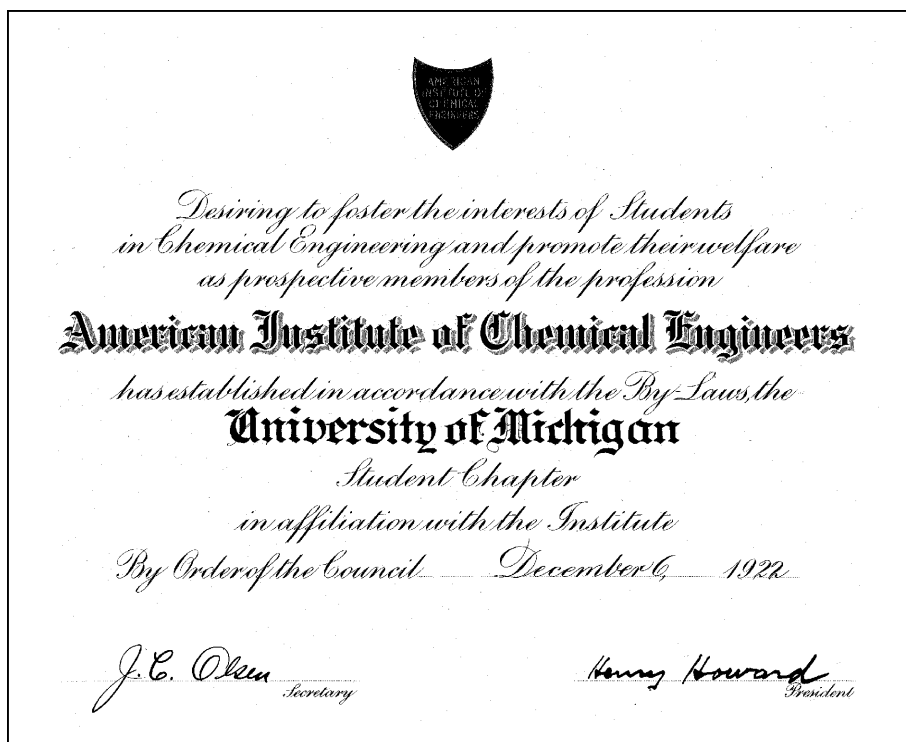 AMERICAN
INSTITUTE OF
CHEMICAL
ENGINEERS
Desiring to foster the interests of Students
in Chemical Engineering and promote their welfare
as prospective members of the profession
American Institute of Chemical Engineers
has established in accordance with the By-Laws, the
University of Michigan
Student Chapter
in affiliation with the Institute
By Order of the Council December 6, 1922
J.C. Olsen Henry Howard
Secretary President